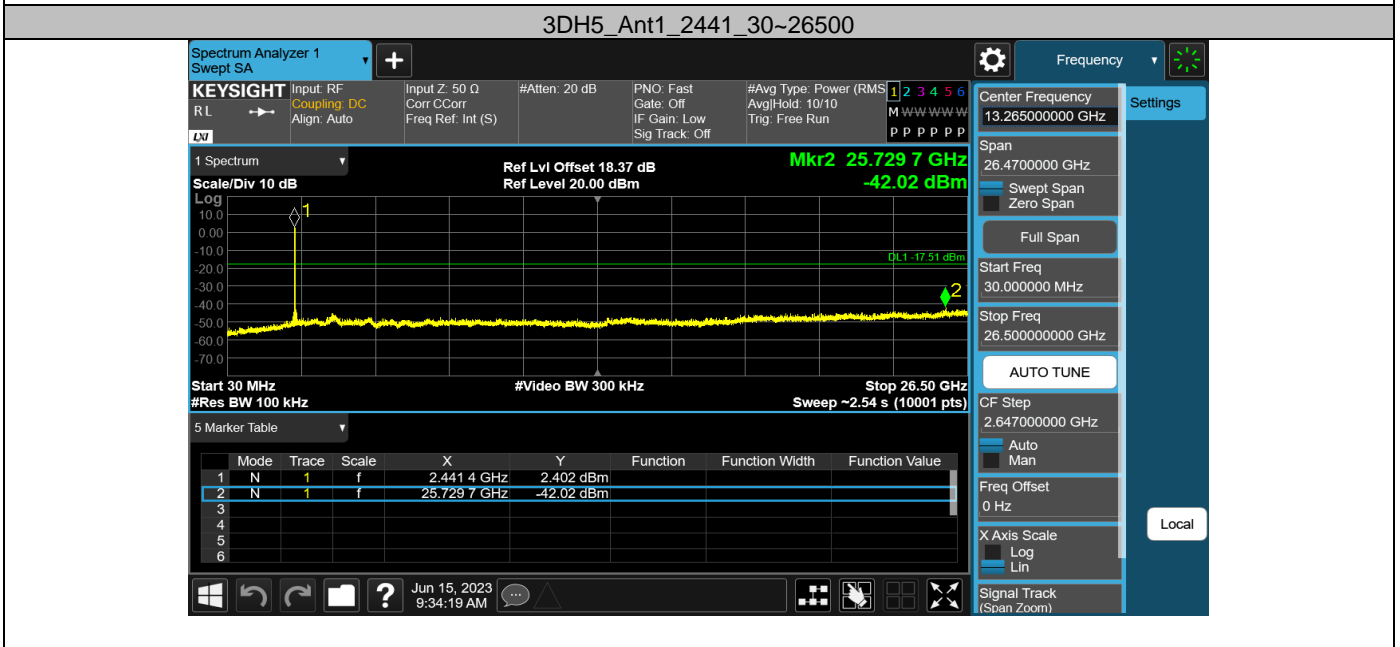 3DH5_Ant1_2441_30~26500
Spectrum Analyzer 1
Swept SA
+
Frequency
KEYSIGHT
RL
LXI
Input: RF
Coupling: DC
Align: Auto
Input Z: 50 Ω
Corr CCorr
Freq Ref: Int (S)
#Atten: 20 dB
PNO: Fast
Gate: Off
IF Gain: Low
Sig Track: Off
#Avg Type: Power (RMS
Avg|Hold: 10/10
Trig: Free Run
1 2 3 4 5 6
M W W W W W
P P P P P P
1 Spectrum
Scale/Div 10 dB
Ref Lvl Offset 18.37 dB
Ref Level 20.00 dBm
Mkr2 25.729 7 GHz
-42.02 dBm
Log
10.0
0.00
-10.0
-20.0
-30.0
-40.0
-50.0
-60.0
-70.0
1
DL1 -17.51 dBm
2
Start 30 MHz
#Video BW 300 kHz
Stop 26.50 GHz
#Res BW 100 kHz
Sweep ~2.54 s (10001 pts)
5 Marker Table
Mode Trace Scale X Y Function Function Width Function Value
1 N 1 f 2.441 4 GHz 2.402 dBm
2 N 1 f 25.729 7 GHz -42.02 dBm
3
4
5
6
?
Jun 15, 2023
9:34:19 AM
Center Frequency
13.265000000 GHz
Settings
Span
26.4700000 GHz
Swept Span
Zero Span
Full Span
Start Freq
30.000000 MHz
Stop Freq
26.500000000 GHz
AUTO TUNE
CF Step
2.647000000 GHz
Auto
Man
Freq Offset
0 Hz
Local
X Axis Scale
Log
Lin
Signal Track
(Span Zoom)